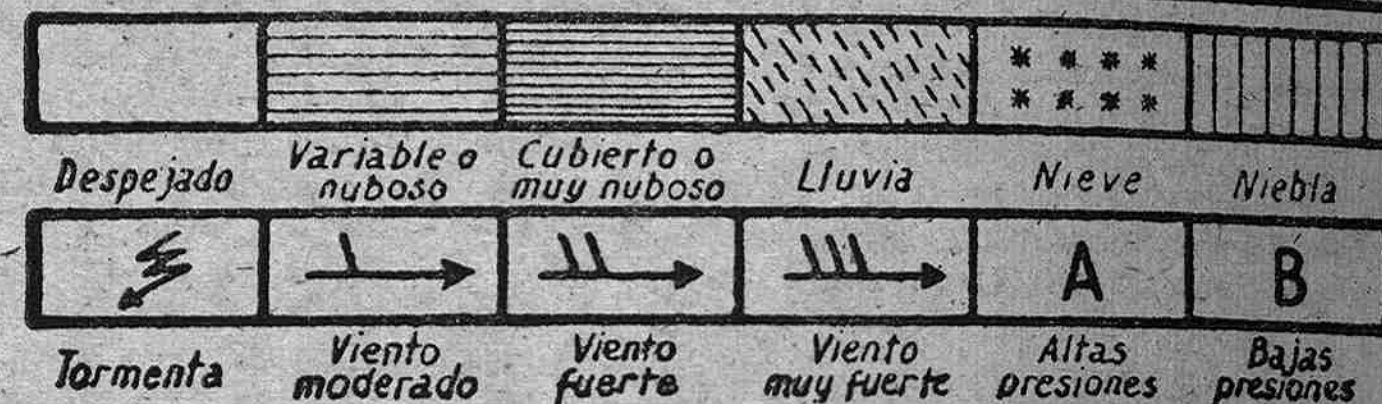 Despejado
Variable o
nuboso
Cubierto o
muy nuboso
Lluvia
Nieve
Niebla
A
B
Tormenta
Viento
moderado
Viento
fuerte
Viento
muy fuerte
Altas
presiones
Bajas
presiones